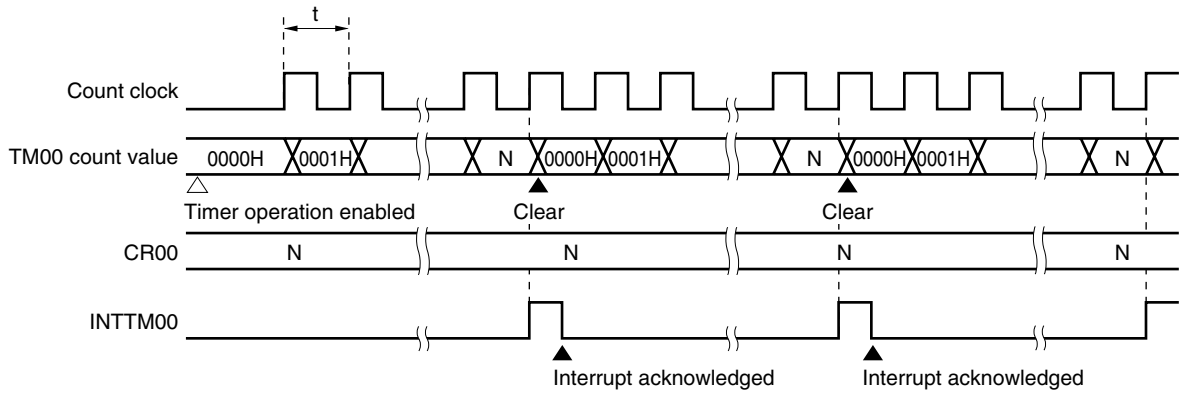 t
Count clock
TM00 count value 0000H 0001H N 0000H 0001H N 0000H 0001H N
Timer operation enabled Clear Clear
CR00 N N N N
INTTM00
Interrupt acknowledged Interrupt acknowledged